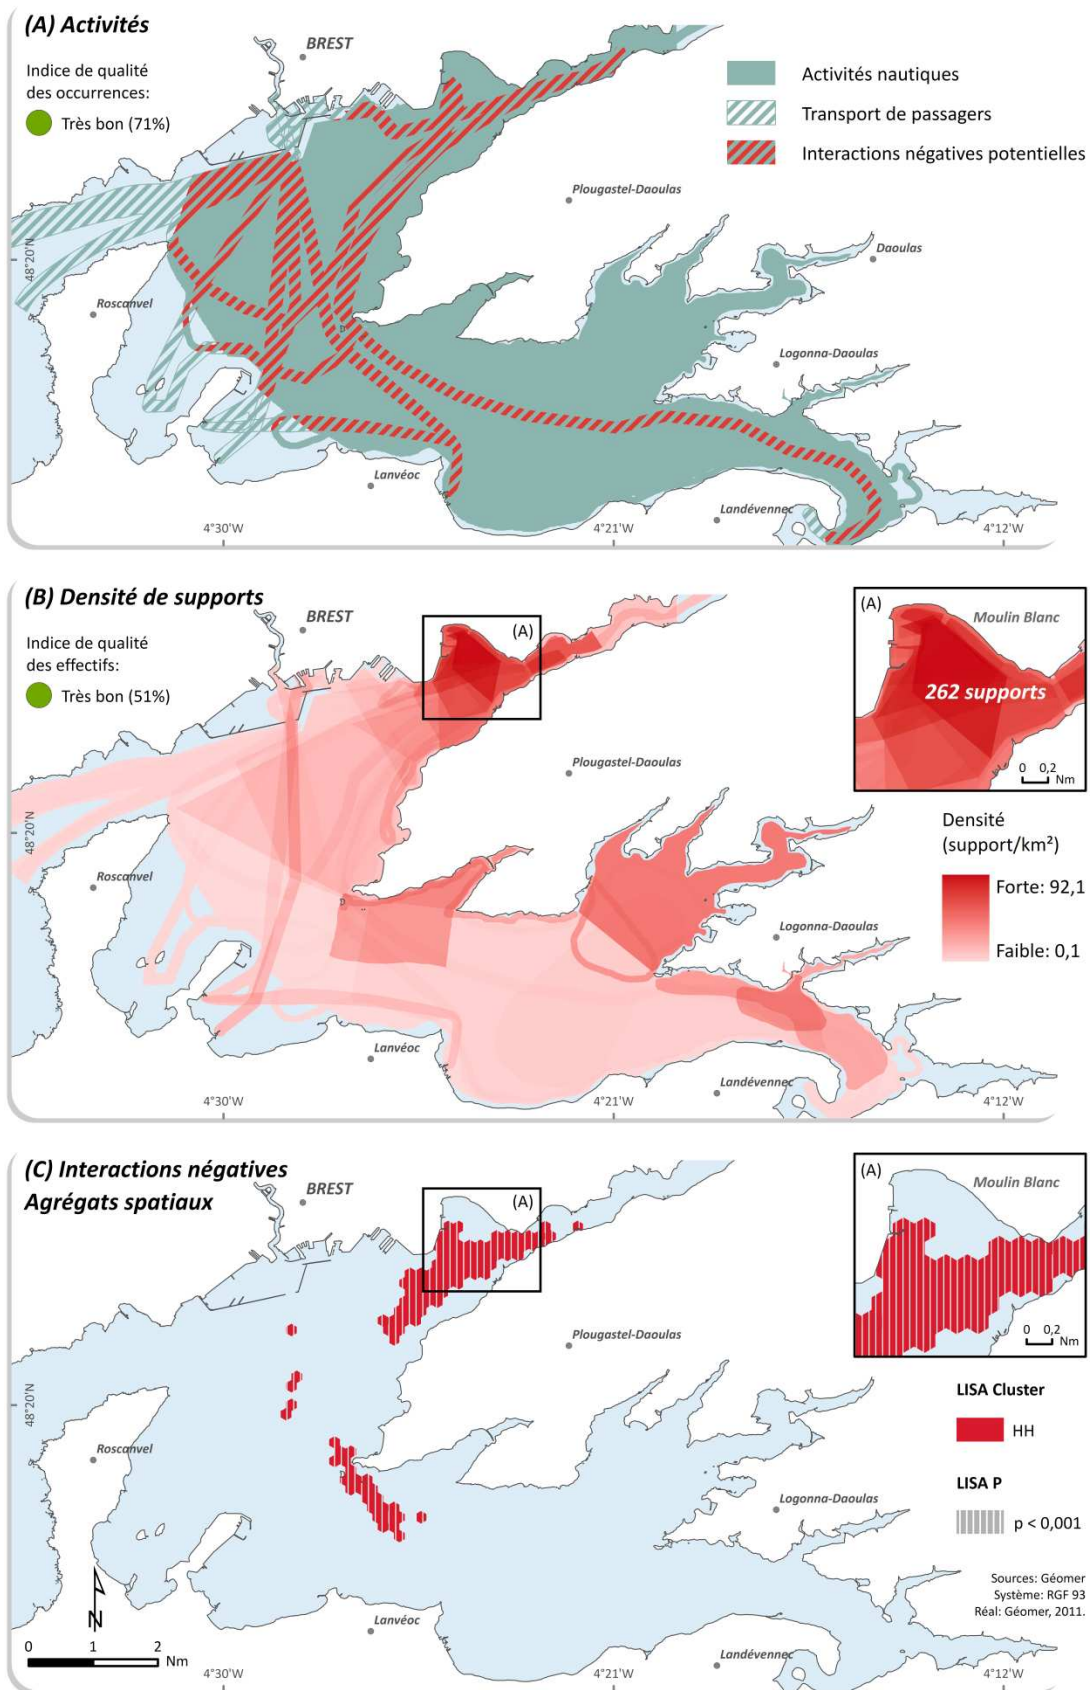 (A) Activités
BREST
Indice de qualité
des occurrences:
Très bon (71%)
Activités nautiques
Transport de passagers
Interactions négatives potentielles
Plougastel-Daoulas
Daoulas
48°20'N
Roscanvel
Logonna-Daoulas
Lanvéoc
Landévennec
4°30'W
4°21'W
4°12'W
(B) Densité de supports
BREST
Indice de qualité
des effectifs:
Très bon (51%)
(A)
(A)
Moulin Blanc
262 supports
0 0,2
Nm
Plougastel-Daoulas
Densité
(support/km²)
Forte: 92,1
Faible: 0,1
48°20'N
Roscanvel
Logonna-Daoulas
Lanvéoc
Landévennec
4°30'W
4°21'W
4°12'W
(C) Interactions négatives
Agrégats spatiaux
BREST
(A)
(A)
Moulin Blanc
0 0,2
Nm
Plougastel-Daoulas
LISA Cluster
HH
LISA P
p < 0,001
48°20'N
Roscanvel
Logonna-Daoulas
Sources: Géomer
Système: RGF 93
Réal: Géomer, 2011.
N
Lanvéoc
Landévennec
0 1 2
Nm
4°30'W
4°21'W
4°12'W